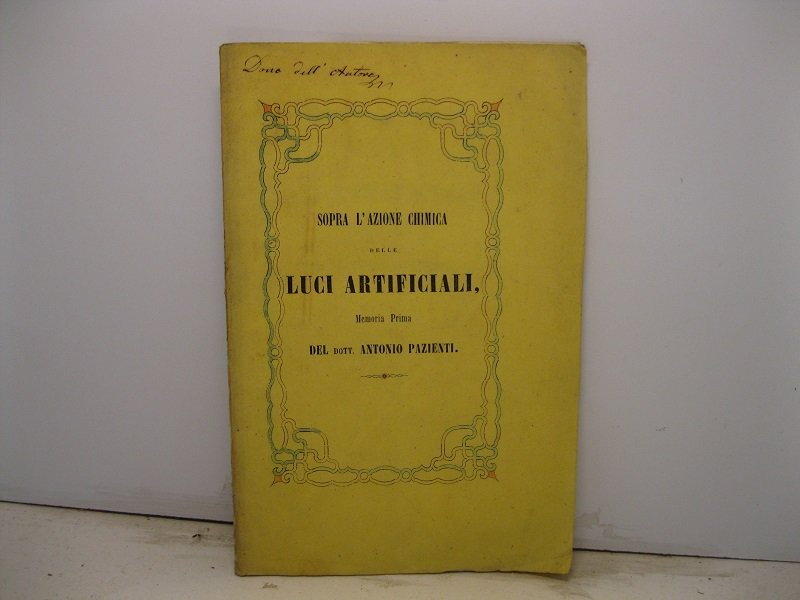 Dono dell' Autore
SOPRA L'AZIONE CHIMICA
DELLE
LUCI ARTIFICIALI,
Memoria Prima
DEL DOTT. ANTONIO PAZIENTI.